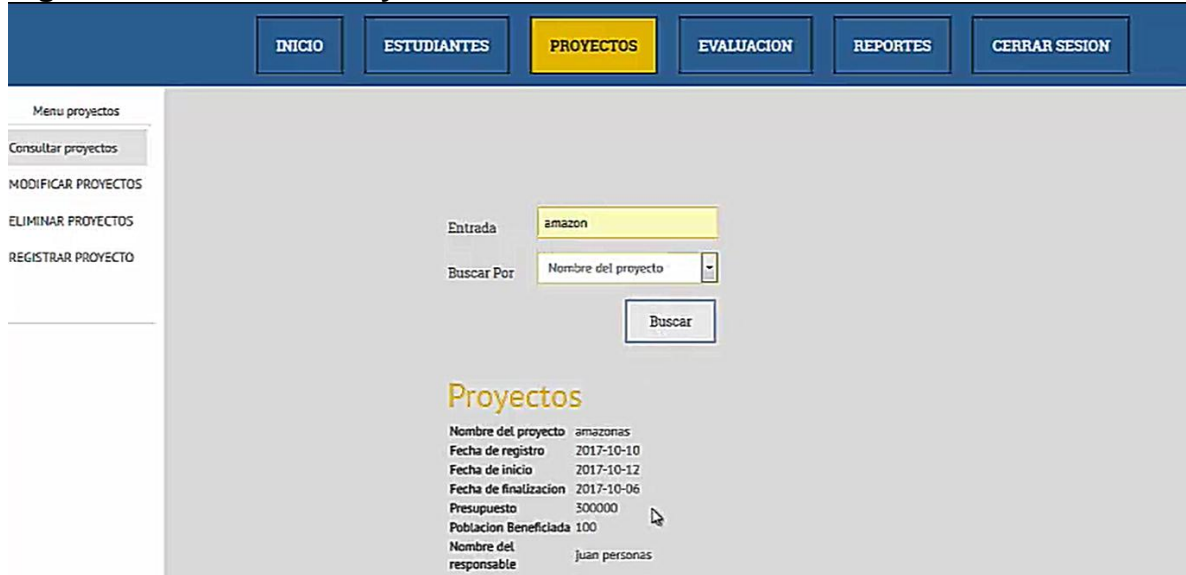 INICIO ESTUDIANTES PROYECTOS EVALUACION REPORTES CERRAR SESION
Menu proyectos
Consultar proyectos
MODIFICAR PROYECTOS
ELIMINAR PROYECTOS
REGISTRAR PROYECTO
Entrada amazon
Buscar Por Nombre del proyecto
Buscar
Proyectos
Nombre del proyecto amazonas
Fecha de registro 2017-10-10
Fecha de inicio 2017-10-12
Fecha de finalizacion 2017-10-06
Presupuesto 300000
Poblacion Beneficiada 100
Nombre del
responsable juan personas